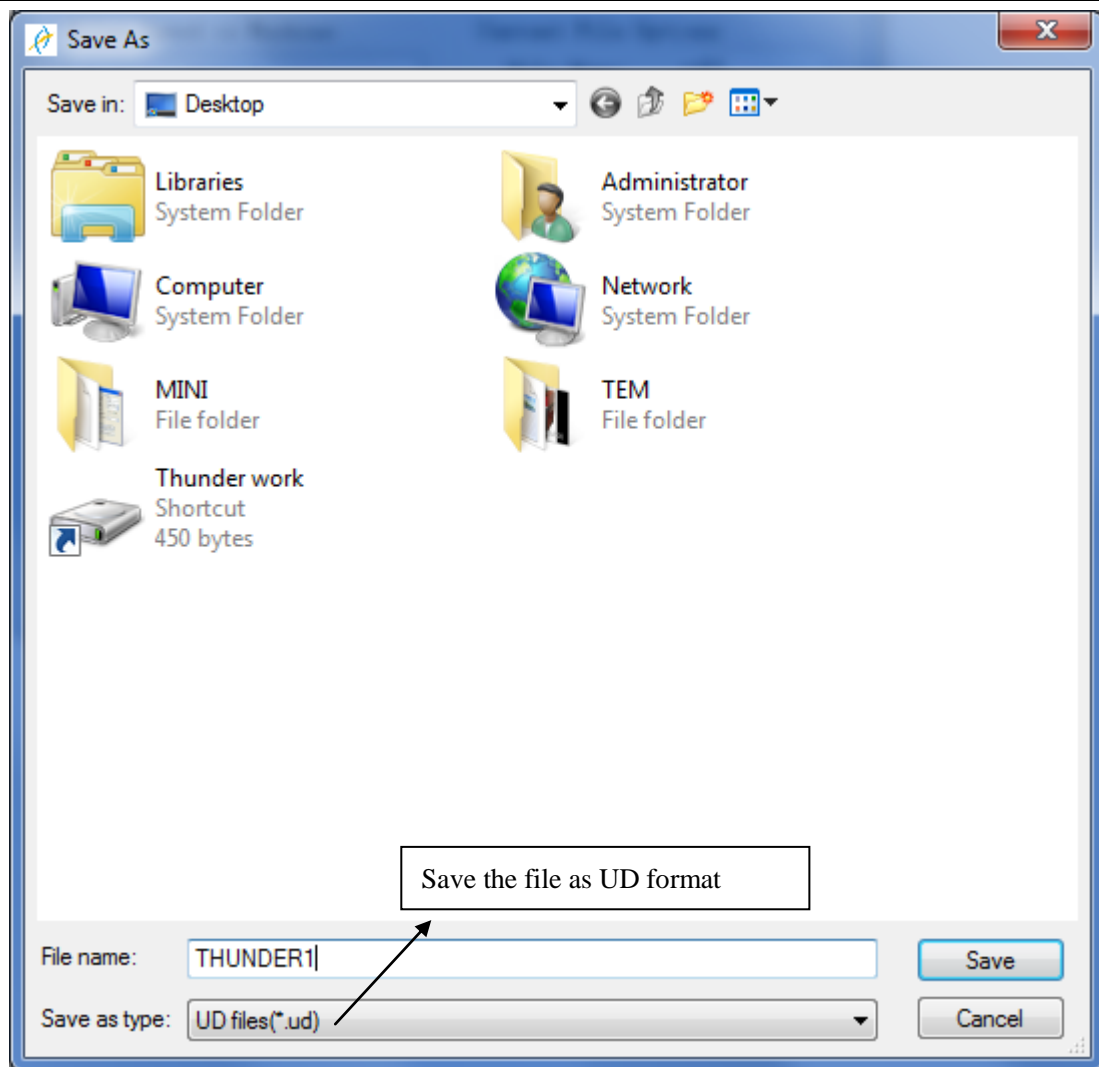 Save As
Save in: Desktop
Libraries
System Folder
Administrator
System Folder
Computer
System Folder
Network
System Folder
MINI
File folder
TEM
File folder
Thunder work
Shortcut
450 bytes
Save the file as UD format
File name: THUNDER1 Save
Save as type: UD files(*.ud) Cancel